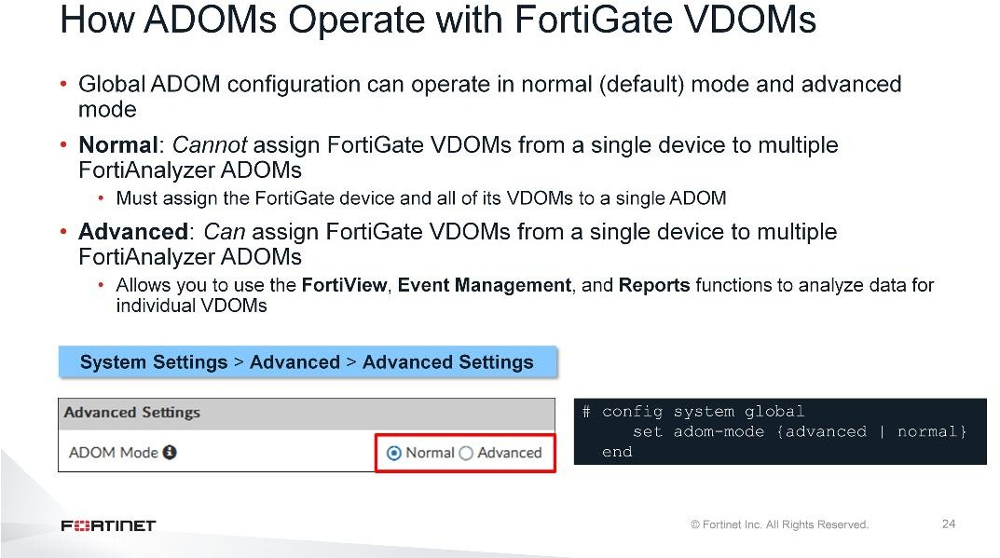 How ADOMs Operate with FortiGate VDOMs
• Global ADOM configuration can operate in normal (default) mode and advanced
mode
• Normal: Cannot assign FortiGate VDOMs from a single device to multiple
FortiAnalyzer ADOMs
• Must assign the FortiGate device and all of its VDOMs to a single ADOM
• Advanced: Can assign FortiGate VDOMs from a single device to multiple
FortiAnalyzer ADOMs
• Allows you to use the FortiView, Event Management, and Reports functions to analyze data for
individual VDOMs
System Settings > Advanced > Advanced Settings
Advanced Settings
ADOM Mode Normal Advanced
# config system global
set adom-mode {advanced | normal}
end
FORTINET
© Fortinet Inc. All Rights Reserved.
24